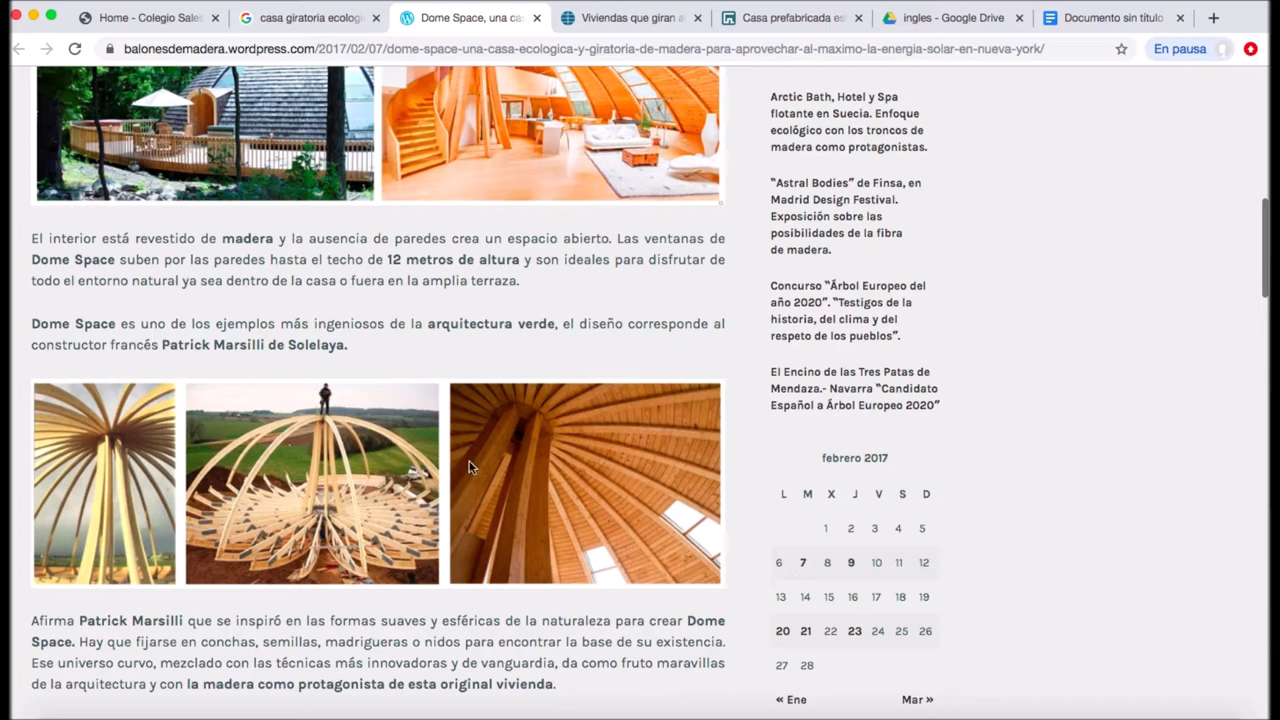 Home - Colegio Sales
casa giratoria ecológi
Dome Space, una cas
Viviendas que giran a
Casa prefabricada es
ingles - Google Drive
Documento sin título
balonesdemadera.wordpress.com/2017/02/07/dome-space-una-casa-ecologica-y-giratoria-de-madera-para-aprovechar-al-maximo-la-energia-solar-en-nueva-york/
En pausa
El interior está revestido de madera y la ausencia de paredes crea un espacio abierto. Las ventanas de
Dome Space suben por las paredes hasta el techo de 12 metros de altura y son ideales para disfrutar de
todo el entorno natural ya sea dentro de la casa o fuera en la amplia terraza.
Dome Space es uno de los ejemplos más ingeniosos de la arquitectura verde, el diseño corresponde al
constructor francés Patrick Marsilli de Solelaya.
Afirma Patrick Marsilli que se inspiró en las formas suaves y esféricas de la naturaleza para crear Dome
Space. Hay que fijarse en conchas, semillas, madrigueras o nidos para encontrar la base de su existencia.
Ese universo curvo, mezclado con las técnicas más innovadoras y de vanguardia, da como fruto maravillas
de la arquitectura y con la madera como protagonista de esta original vivienda.
Arctic Bath, Hotel y Spa
flotante en Suecia. Enfoque
ecológico con los troncos de
madera como protagonistas.
"Astral Bodies" de Finsa, en
Madrid Design Festival.
Exposición sobre las
posibilidades de la fibra
de madera.
Concurso "Árbol Europeo del
año 2020". "Testigos de la
historia, del clima y del
respeto de los pueblos".
El Encino de las Tres Patas de
Mendaza.- Navarra "Candidato
Español a Árbol Europeo 2020"
febrero 2017
L M X J V S D
1 2 3 4 5
6 7 8 9 10 11 12
13 14 15 16 17 18 19
20 21 22 23 24 25 26
27 28
« Ene Mar »